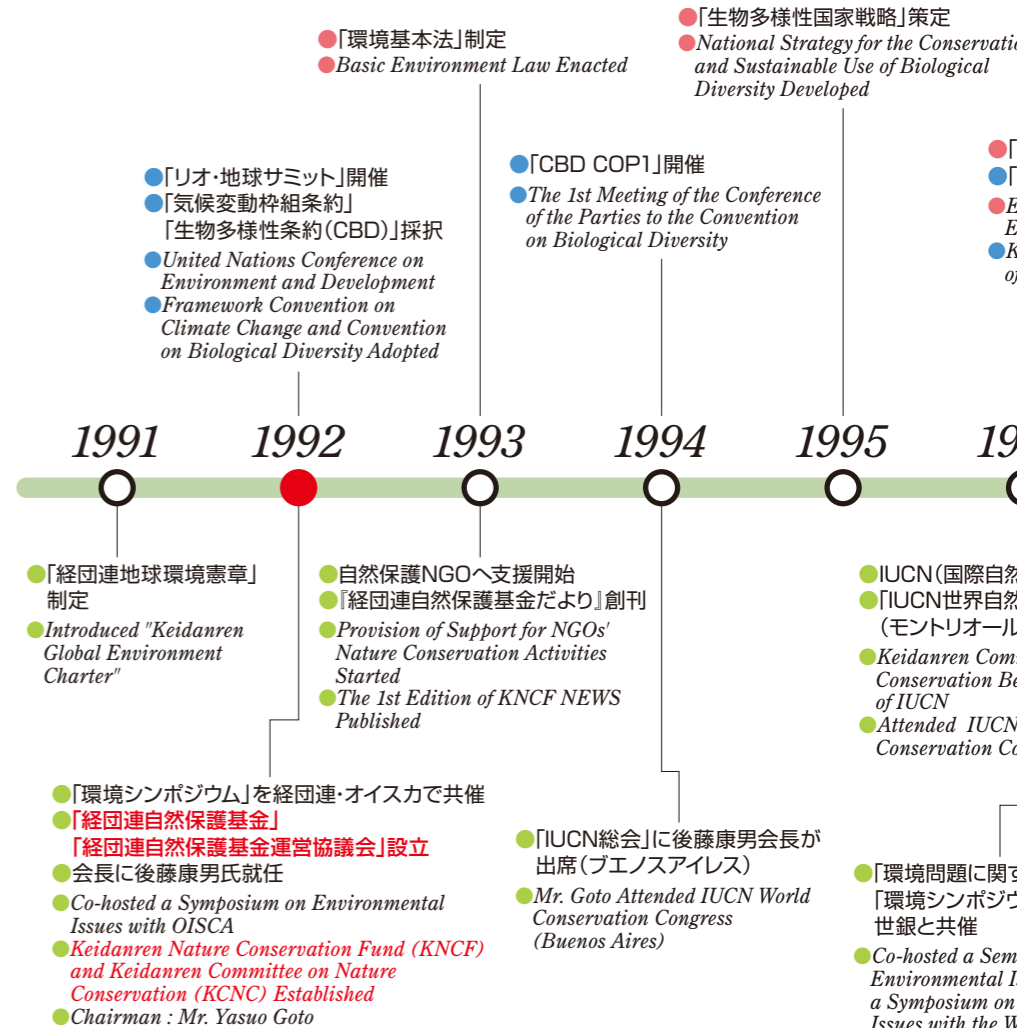 ●「環境基本法」制定
●Basic Environment Law Enacted
●「生物多様性国家戦略」策定
●National Strategy for the Conservatio
and Sustainable Use of Biological
Diversity Developed
●「リオ・地球サミット」開催
●「気候変動枠組条約」
「生物多様性条約(CBD)」採択
●United Nations Conference on
Environment and Development
●Framework Convention on
Climate Change and Convention
on Biological Diversity Adopted
●「CBD COP1」開催
●The 1st Meeting of the Conference
of the Parties to the Convention
on Biological Diversity
●「
●「
●E
E
●K
of
1991
1992
1993
1994
1995
19
●「経団連地球環境憲章」
制定
●Introduced "Keidanren
Global Environment
Charter"
●自然保護NGOへ支援開始
●『経団連自然保護基金だより』創刊
●Provision of Support for NGOs'
Nature Conservation Activities
Started
●The 1st Edition of KNCF NEWS
Published
●IUCN(国際自然
●「IUCN世界自然
(モントリオール
●Keidanren Com
Conservation Be
of IUCN
●Attended IUCN
Conservation Co
●「環境シンポジウム」を経団連・オイスカで共催
●「経団連自然保護基金」
「経団連自然保護基金運営協議会」設立
●会長に後藤康男氏就任
●Co-hosted a Symposium on Environmental
Issues with OISCA
●Keidanren Nature Conservation Fund (KNCF)
and Keidanren Committee on Nature
Conservation (KCNC) Established
●Chairman : Mr. Yasuo Goto
●「IUCN総会」に後藤康男会長が
出席(ブエノスアイレス)
●Mr. Goto Attended IUCN World
Conservation Congress
(Buenos Aires)
●「環境問題に関す
「環境シンポジウ
世銀と共催
●Co-hosted a Sem
Environmental I
a Symposium on
Issues with the W